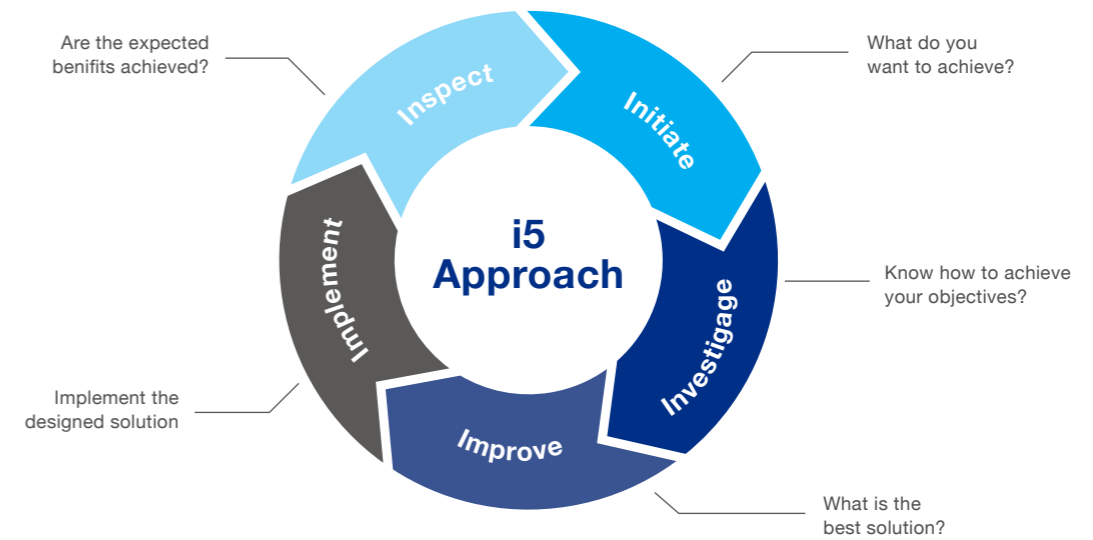 Are the expected
benifits achieved?
What do you
want to achieve?
Inspect
Initiate
i5
Approach
Know how to achieve
your objectives?
Implement
Investigage
Implement the
designed solution
Improve
What is the
best solution?